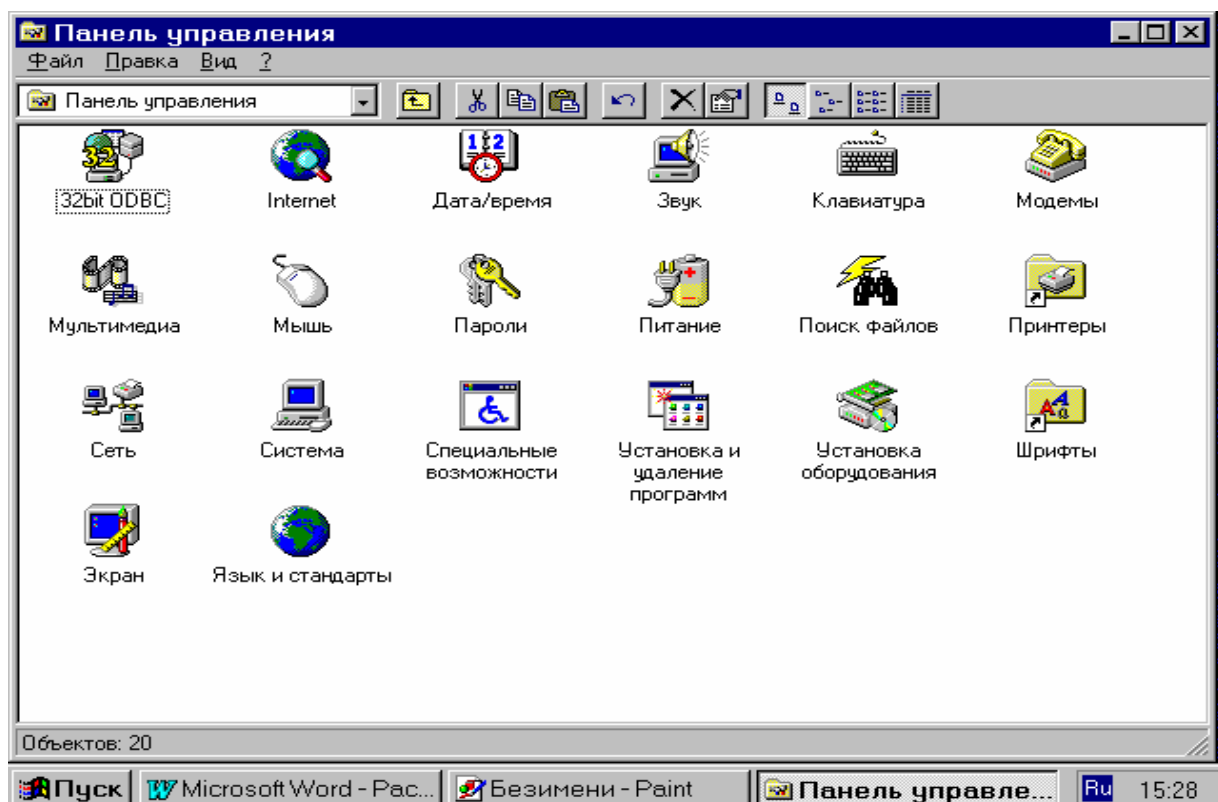 Панель управления
Файл Правка Вид ?
Панель управления
32bit ODBC Internet Дата/время Звук Клавиатура Модемы
Мультимедиа Мышь Пароли Питание Поиск файлов Принтеры
Сеть Система Специальные возможности Установка и удаление программ Установка оборудования Шрифты
Экран Язык и стандарты
Объектов: 20
Пуск Microsoft Word - Рас... Безимени - Paint Панель управле... Ru 15:28